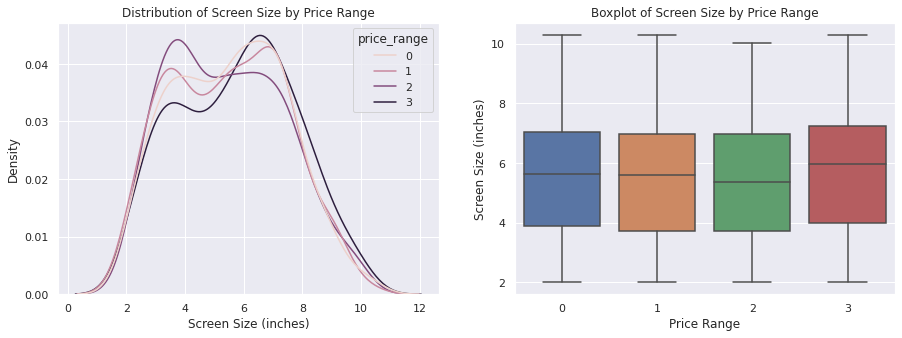 Distribution of Screen Size by Price Range
price_range
0
1
2
3
0.04
0.03
0.02
0.01
0.00
Density
0 2 4 6 8 10 12
Screen Size (inches)
Boxplot of Screen Size by Price Range
10
8
6
4
2
Screen Size (inches)
0 1 2 3
Price Range